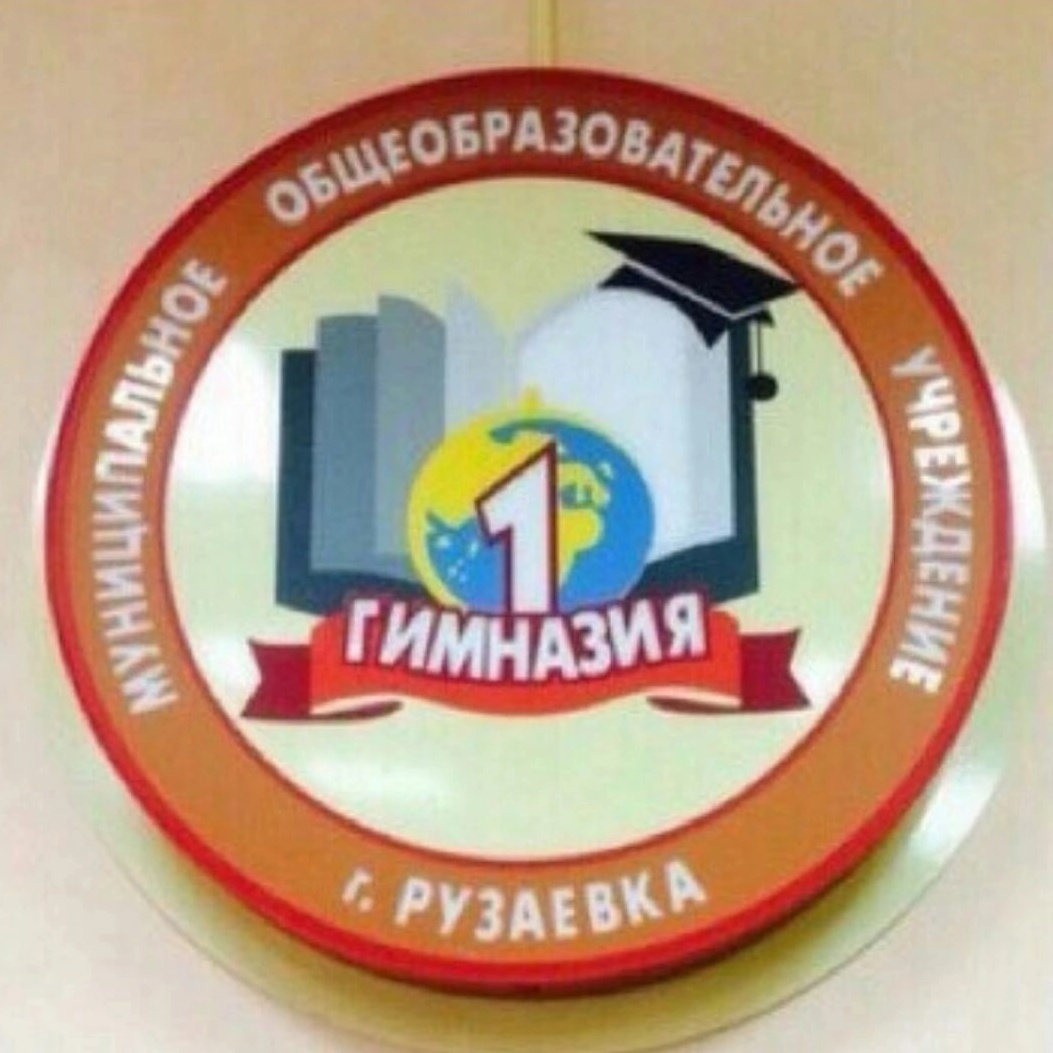 МУНИЦИПАЛЬНОЕ ОБЩЕОБРАЗОВАТЕЛЬНОЕ УЧРЕЖДЕНИЕ
1
ГИМНАЗИЯ
г. РУЗАЕВКА